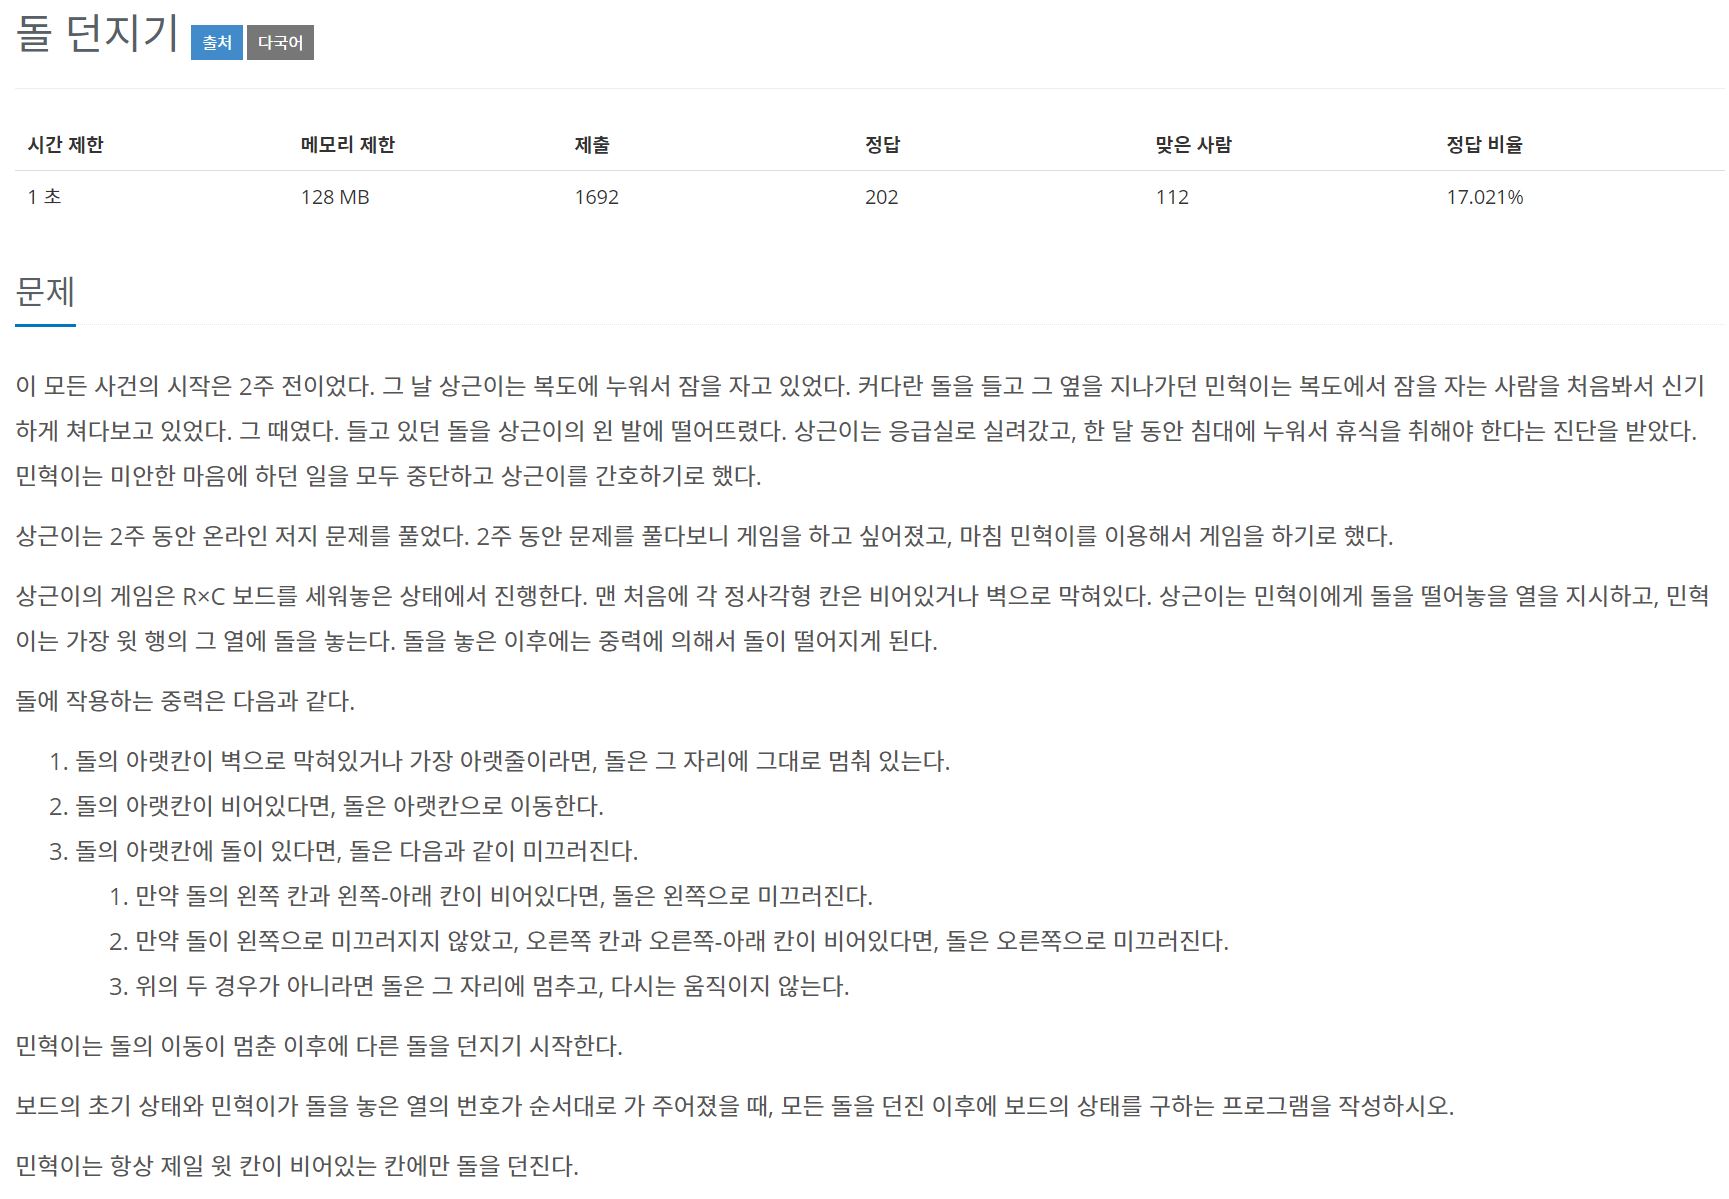 돌 던지기 출처 다국어
시간 제한 메모리 제한 제출 정답 맞은 사람 정답 비율
1 초 128 MB 1692 202 112 17.021%
문제
이 모든 사건의 시작은 2주 전이었다. 그 날 상근이는 복도에 누워서 잠을 자고 있었다. 커다란 돌을 들고 그 옆을 지나가던 민혁이는 복도에서 잠을 자는 사람을 처음봐서 신기
하게 쳐다보고 있었다. 그 때였다. 들고 있던 돌을 상근이의 왼 발에 떨어뜨렸다. 상근이는 응급실로 실려갔고, 한 달 동안 침대에 누워서 휴식을 취해야 한다는 진단을 받았다.
민혁이는 미안한 마음에 하던 일을 모두 중단하고 상근이를 간호하기로 했다.
상근이는 2주 동안 온라인 저지 문제를 풀었다. 2주 동안 문제를 풀다보니 게임을 하고 싶어졌고, 마침 민혁이를 이용해서 게임을 하기로 했다.
상근이의 게임은 R×C 보드를 세워놓은 상태에서 진행한다. 맨 처음에 각 정사각형 칸은 비어있거나 벽으로 막혀있다. 상근이는 민혁이에게 돌을 떨어놓을 열을 지시하고, 민혁
이는 가장 윗 행의 그 열에 돌을 놓는다. 돌을 놓은 이후에는 중력에 의해서 돌이 떨어지게 된다.
돌에 작용하는 중력은 다음과 같다.
1. 돌의 아랫칸이 벽으로 막혀있거나 가장 아랫줄이라면, 돌은 그 자리에 그대로 멈춰 있는다.
2. 돌의 아랫칸이 비어있다면, 돌은 아랫칸으로 이동한다.
3. 돌의 아랫칸에 돌이 있다면, 돌은 다음과 같이 미끄러진다.
1. 만약 돌의 왼쪽 칸과 왼쪽-아래 칸이 비어있다면, 돌은 왼쪽으로 미끄러진다.
2. 만약 돌이 왼쪽으로 미끄러지지 않았고, 오른쪽 칸과 오른쪽-아래 칸이 비어있다면, 돌은 오른쪽으로 미끄러진다.
3. 위의 두 경우가 아니라면 돌은 그 자리에 멈추고, 다시는 움직이지 않는다.
민혁이는 돌의 이동이 멈춘 이후에 다른 돌을 던지기 시작한다.
보드의 초기 상태와 민혁이가 돌을 놓은 열의 번호가 순서대로 가 주어졌을 때, 모든 돌을 던진 이후에 보드의 상태를 구하는 프로그램을 작성하시오.
민혁이는 항상 제일 윗 칸이 비어있는 칸에만 돌을 던진다.